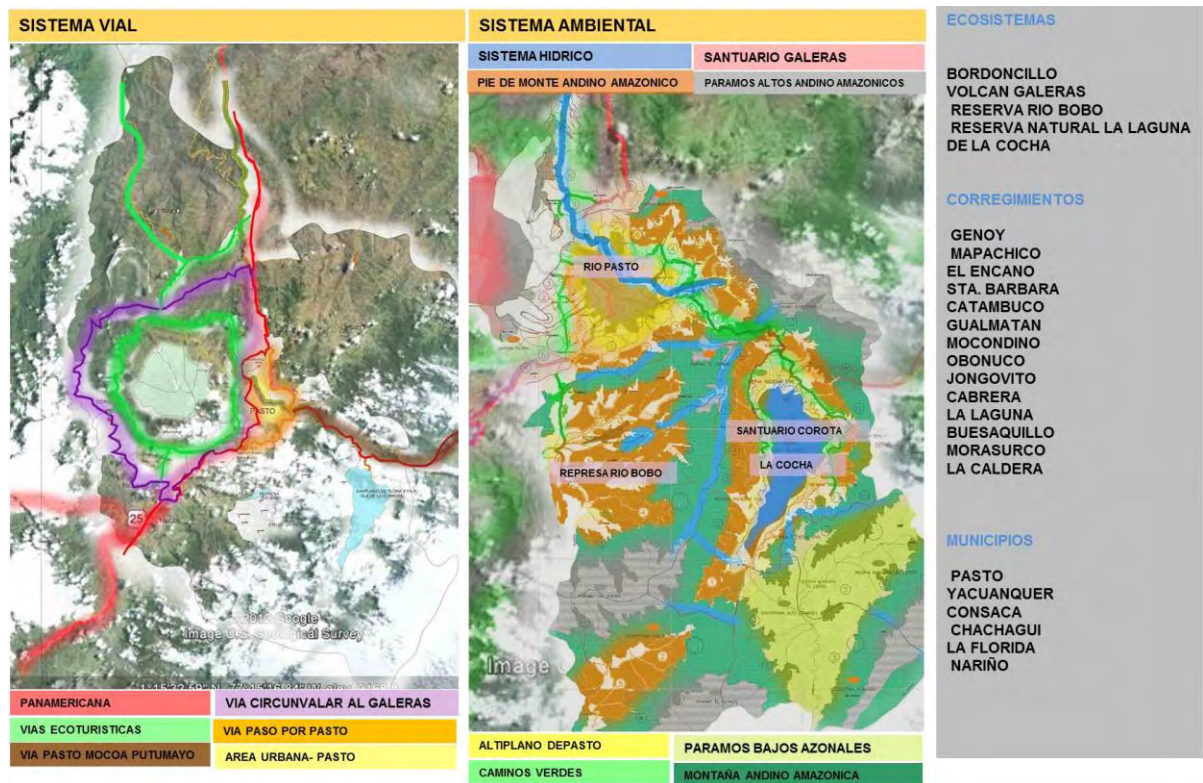 SISTEMA VIAL
PASTO
25
2013 Google
Image U.S. Geological Survey
PANAMERICANA
VIA CIRCUNVALAR AL GALERAS
VIAS ECOTURISTICAS
VIA PASO POR PASTO
VIA PASTO MOCOA PUTUMAYO
AREA URBANA- PASTO
SISTEMA AMBIENTAL
SISTEMA HIDRICO
SANTUARIO GALERAS
PIE DE MONTE ANDINO AMAZONICO
PARAMOS ALTOS ANDINO AMAZONICOS
RIO PASTO
SANTUARIO COROTA
REPRESA RIO BOBO
LA COCHA
Image
ALTIPLANO DEPASTO
PARAMOS BAJOS AZONALES
CAMINOS VERDES
MONTAÑA ANDINO AMAZONICA
ECOSISTEMAS
BORDONCILLO
VOLCAN GALERAS
RESERVA RIO BOBO
RESERVA NATURAL LA LAGUNA
DE LA COCHA
CORREGIMIENTOS
GENOY
MAPACHICO
EL ENCANO
STA. BARBARA
CATAMBUCO
GUALMATAN
MOCONDINO
OBONUCO
JONGOVITO
CABRERA
LA LAGUNA
BUESAQUILLO
MORASURCO
LA CALDERA
MUNICIPIOS
PASTO
YACUANQUER
CONSACA
CHACHAGUI
LA FLORIDA
NARIÑO